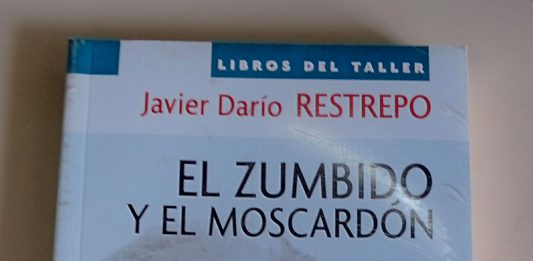 LIBROS DEL TALLER
Javier Darío RESTREPO
EL ZUMBIDO
Y EL MOSCARDÓN